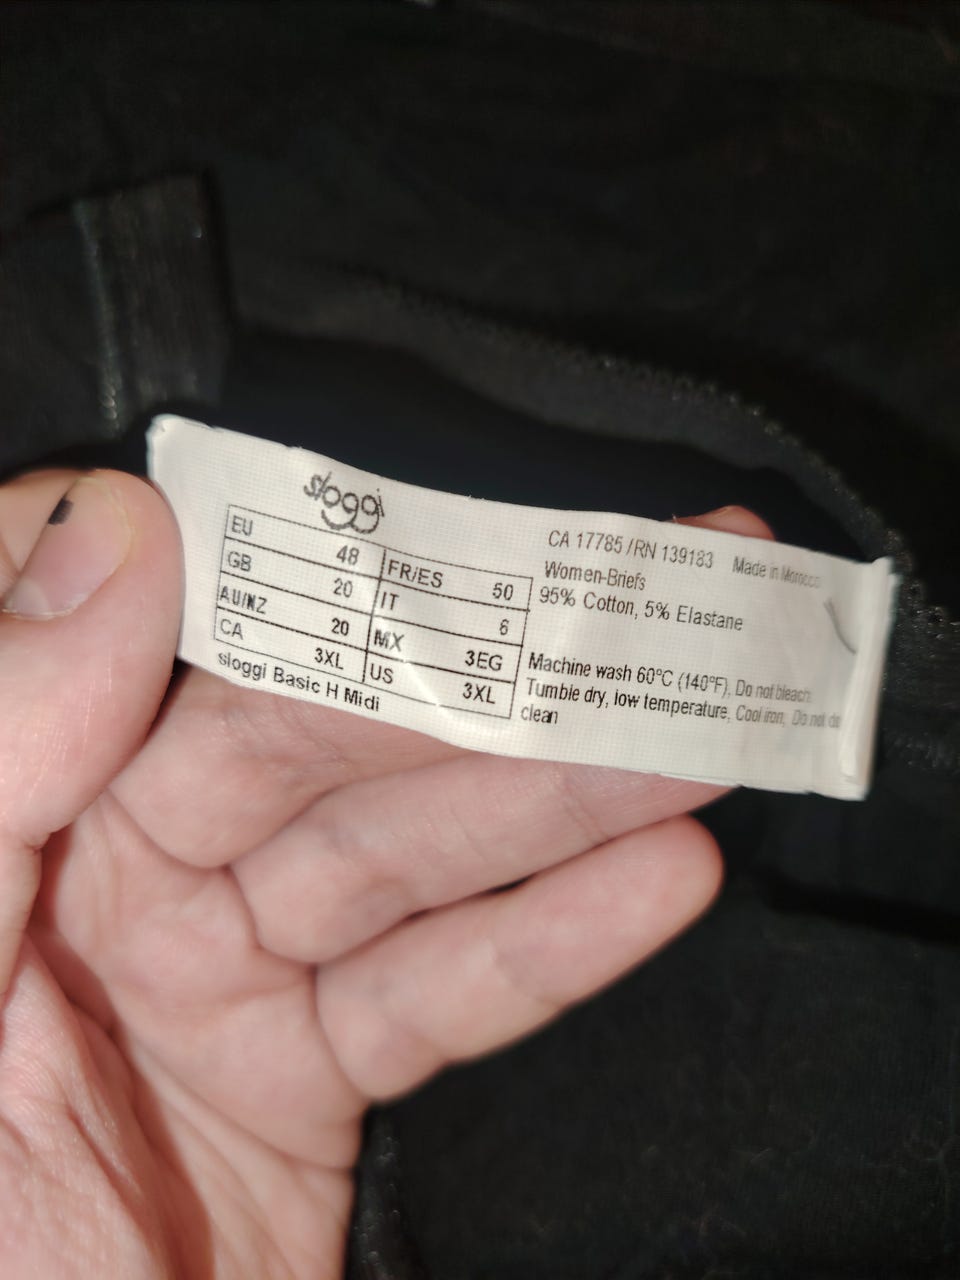 sloggi
EU 48 FR/ES 50
GB 20 IT 6
AU/NZ 20 MX 3EG
CA 3XL US 3XL
sloggi Basic H Midi
CA 17785 / RN 139183 Made in Morocco
Women-Briefs
95% Cotton, 5% Elastane
Machine wash 60°C (140°F), Do not bleach,
Tumble dry, low temperature, Cool iron, Do not
clean